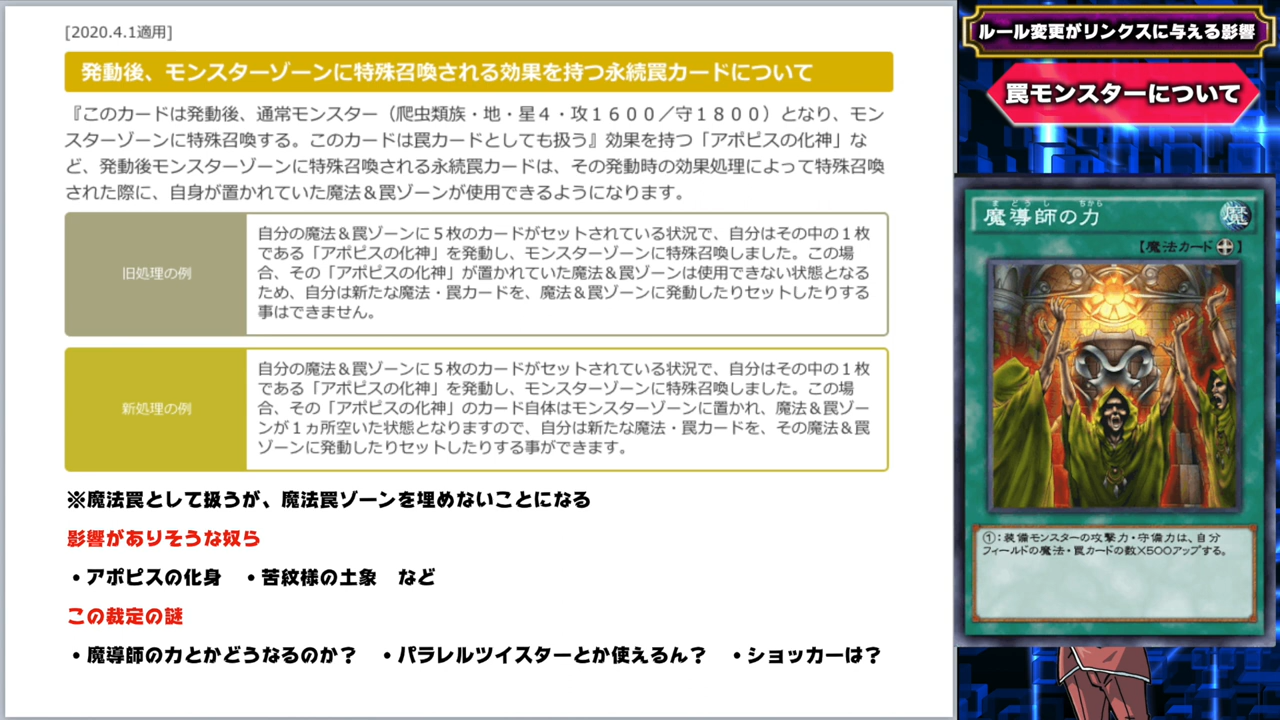 [2020.4.1適用]
発動後、モンスターゾーンに特殊召喚される効果を持つ永続罠カードについて
『このカードは発動後、通常モンスター（爬虫類族・地・星４・攻１６００／守１８００）となり、モン
スターゾーンに特殊召喚する。このカードは罠カードとしても扱う』効果を持つ「アポピスの化神」な
ど、発動後モンスターゾーンに特殊召喚される永続罠カードは、その発動時の効果処理によって特殊召喚
された際に、自身が置かれていた魔法＆罠ゾーンが使用できるようになります。
旧処理の例
自分の魔法＆罠ゾーンに５枚のカードがセットされている状況で、自分はその中の１枚
である「アポピスの化神」を発動し、モンスターゾーンに特殊召喚しました。この場
合、その「アポピスの化神」が置かれていた魔法＆罠ゾーンは使用できない状態となる
ため、自分は新たな魔法・罠カードを、魔法＆罠ゾーンに発動したりセットしたりする
事はできません。
新処理の例
自分の魔法＆罠ゾーンに５枚のカードがセットされている状況で、自分はその中の１枚
である「アポピスの化神」を発動し、モンスターゾーンに特殊召喚しました。この場
合、その「アポピスの化神」のカード自体はモンスターゾーンに置かれ、魔法＆罠ゾー
ンが１ヵ所空いた状態となりますので、自分は新たな魔法・罠カードを、その魔法＆罠
ゾーンに発動したりセットしたりする事ができます。
※魔法罠として扱うが、魔法罠ゾーンを埋めないことになる
影響がありそうな奴ら
・アポピスの化身　・苦紋様の土象　など
この裁定の謎
・魔導師の力とかどうなるのか？　・パラレルツイスターとか使えるん？　・ショッカーは？
ルール変更がリンクスに与える影響
罠モンスターについて
まどうし ちから
魔導師の力
魔
【魔法カード】
①：装備モンスターの攻撃力・守備力は、自分
フィールドの魔法・罠カードの数×500アップする。